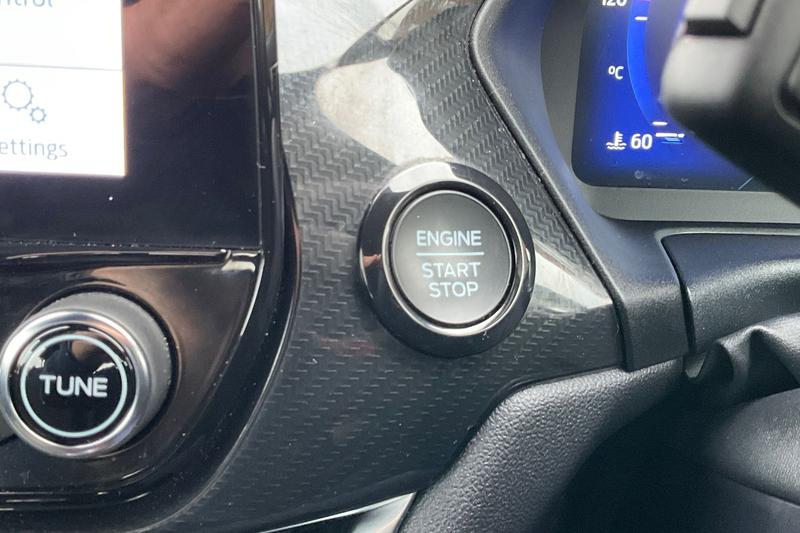 ettings
120
°C
60
ENGINE
START
STOP
TUNE